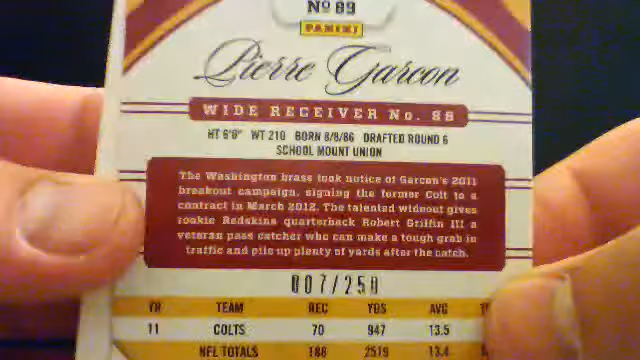 Nº 89
PANINI
Pierre Garcon
WIDE RECEIVER No. 88
HT 6'0" WT 210 BORN 8/8/86 DRAFTED ROUND 6
SCHOOL MOUNT UNION
The Washington brass took notice of Garcon's 2011
breakout campaign, signing the former Colt to a
contract in March 2012. The talented wideout gives
rookie Redskins quarterback Robert Griffin III a
veteran pass catcher who can make a tough grab in
traffic and pile up plenty of yards after the catch.
007/250
YR TEAM REC YDS AVG
11 COLTS 70 947 13.5
NFL TOTALS 188 2519 13.4